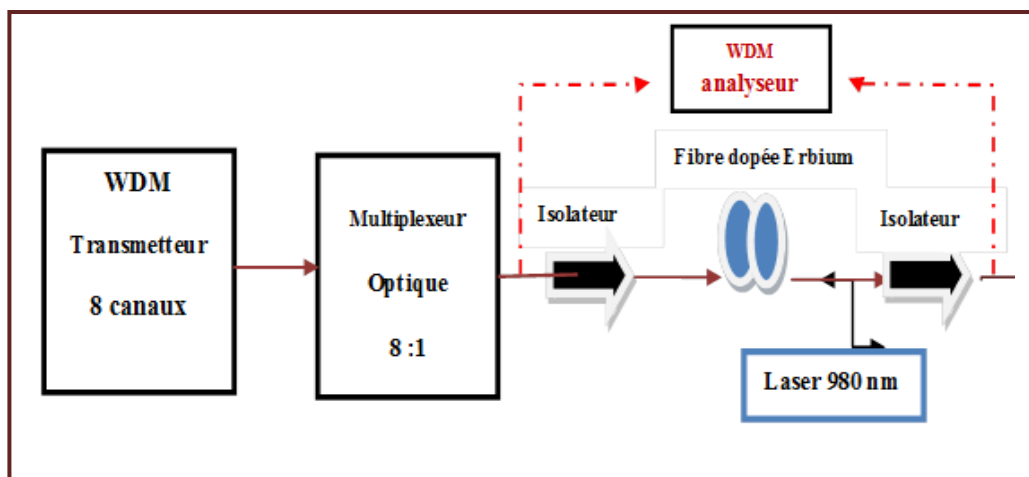 WDM
analyseur
Fibre dopée Erbium
WDM
Transmetteur
8 canaux
Multiplexeur
Optique
8 :1
Isolateur
Isolateur
Laser 980 nm